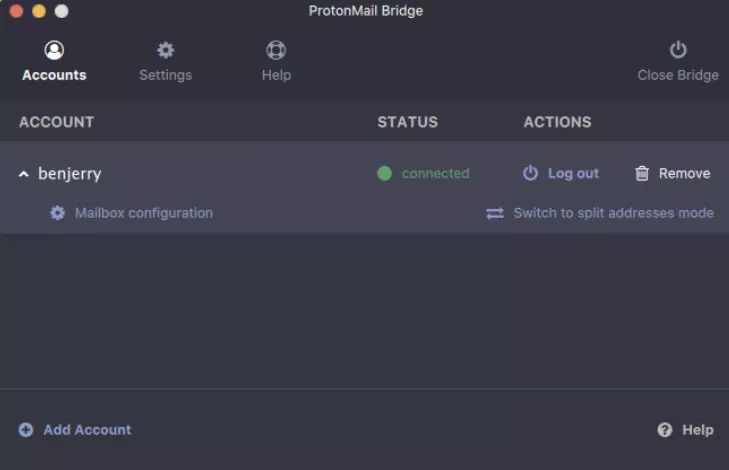 ProtonMail Bridge
Accounts Settings Help Close Bridge
ACCOUNT STATUS ACTIONS
benjerry connected Log out Remove
Mailbox configuration Switch to split addresses mode
Add Account Help